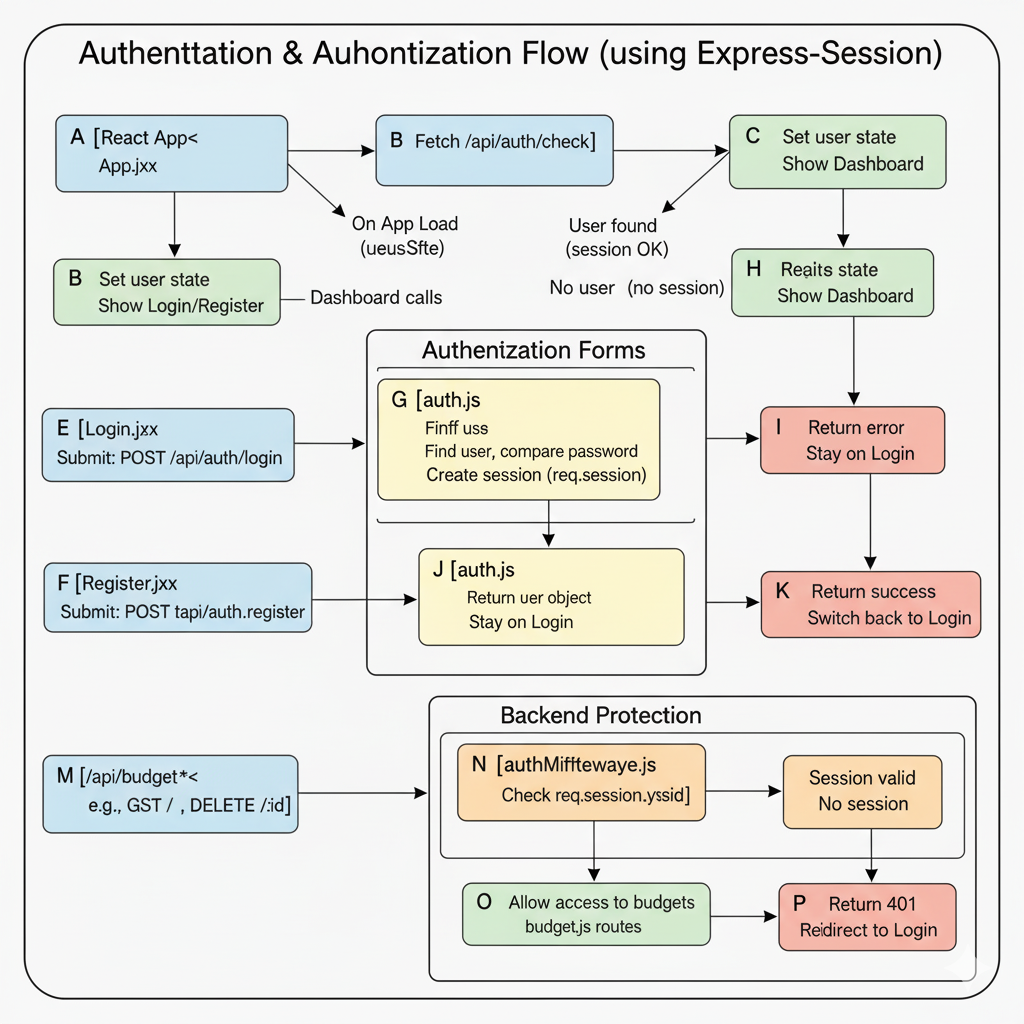 Authenttation & Auhontization Flow (using Express-Session)
A [React App<
App.jxx
B Fetch /api/auth/check]
C Set user state
Show Dashboard
On App Load
(ueusSfte)
User found
(session OK)
B Set user state
Show Login/Register
Dashboard calls
No user (no session)
H Reaits state
Show Dashboard
Authenization Forms
G [auth.js
Finff uss
Find user, compare password
Create session (req.session)
E [Login.jxx
Submit: POST /api/auth/login
I Return error
Stay on Login
J [auth.js
Return uer object
Stay on Login
F [Register.jxx
Submit: POST tapi/auth.register
K Return success
Switch back to Login
Backend Protection
M [/api/budget*<
e.g., GST / , DELETE /:id]
N [authMiftewaye.js
Check req.session.yssid]
Session valid
No session
O Allow access to budgets
budget.js routes
P Return 401
Reidirect to Login